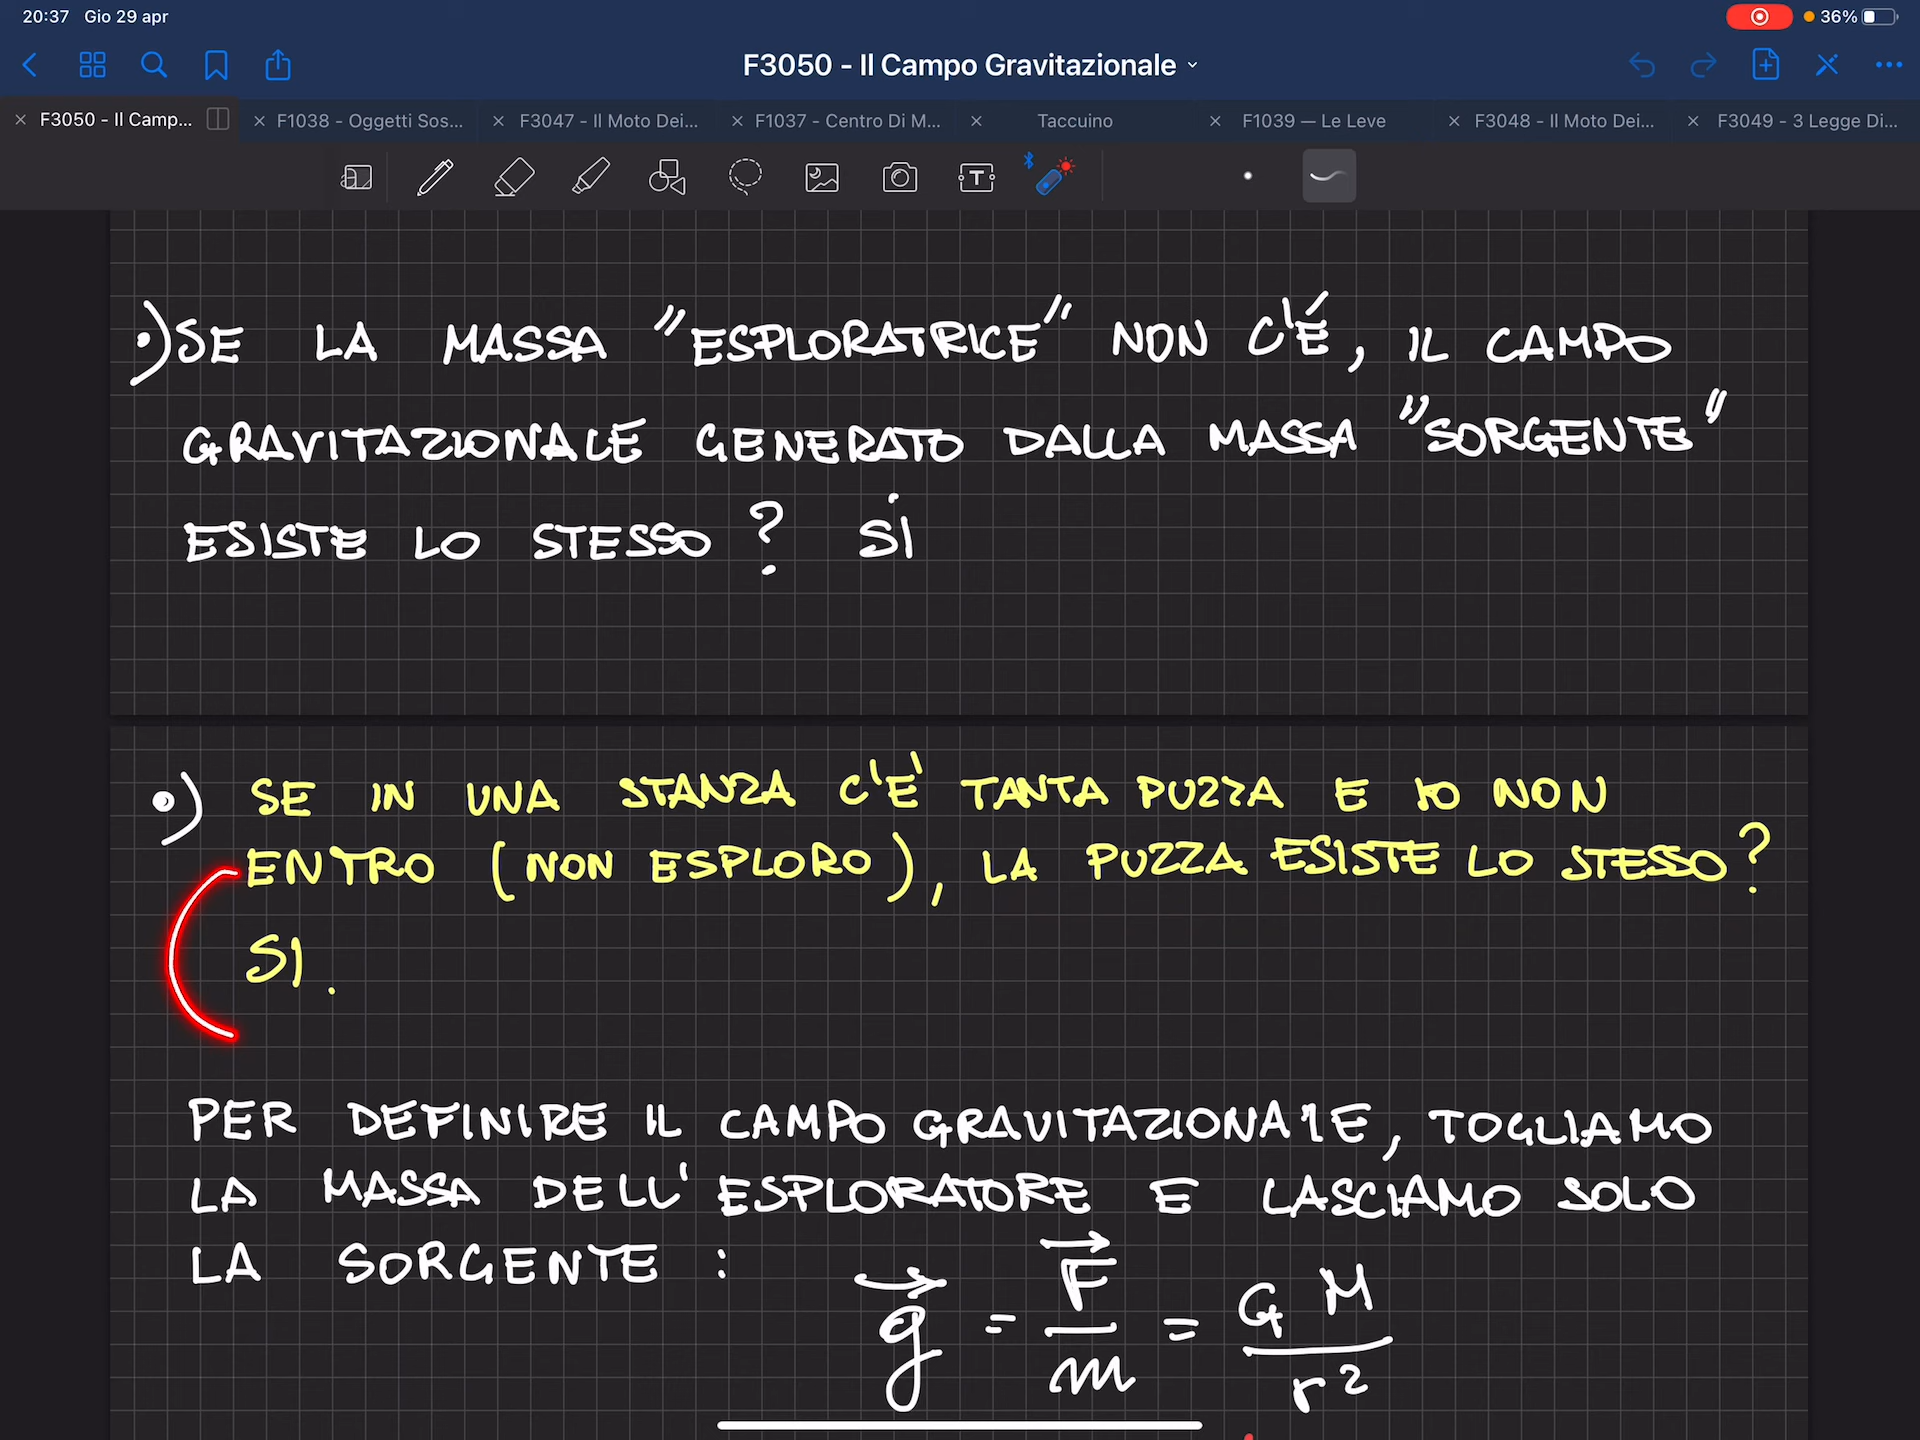 20:37 Gio 29 apr 36%
F3050 - Il Campo Gravitazionale
F3050 - Il Camp... F1038 - Oggetti Sos... F3047 - Il Moto Dei... F1037 - Centro Di M... Taccuino F1039 — Le Leve F3048 - Il Moto Dei... F3049 - 3 Legge Di...
•) SE LA MASSA "ESPLORATRICE" NON C'É, IL CAMPO
GRAVITAZIONALE GENERATO DALLA MASSA "SORGENTE"
ESISTE LO STESSO? SI
•) SE IN UNA STANZA C'E' TANTA PUZZA E IO NON
ENTRO (NON ESPLORO), LA PUZZA ESISTE LO STESSO?
SI.
PER DEFINIRE IL CAMPO GRAVITAZIONALE, TOGLIAMO
LA MASSA DELL'ESPLORATORE E LASCIAMO SOLO
LA SORGENTE: g⃗ = F⃗/m = G M/r²